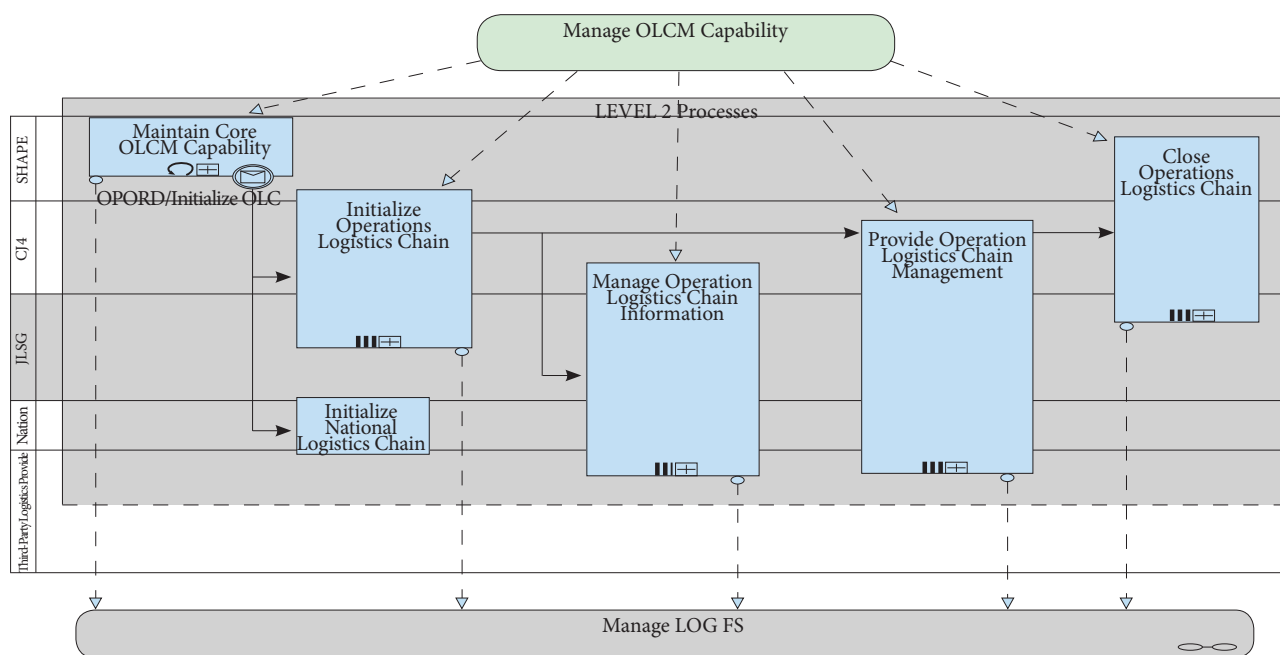 Manage OLCM Capability
LEVEL 2 Processes
SHAPE
Maintain Core
OLCM Capability
OPORD/Initialize OLC
Close
Operations
Logistics Chain
CJ4
Initialize
Operations
Logistics Chain
Provide Operation
Logistics Chain
Management
Manage Operation
Logistics Chain
Information
JLSG
Nation
Initialize
National
Logistics Chain
Third-Party Logistics Provide
Manage LOG FS